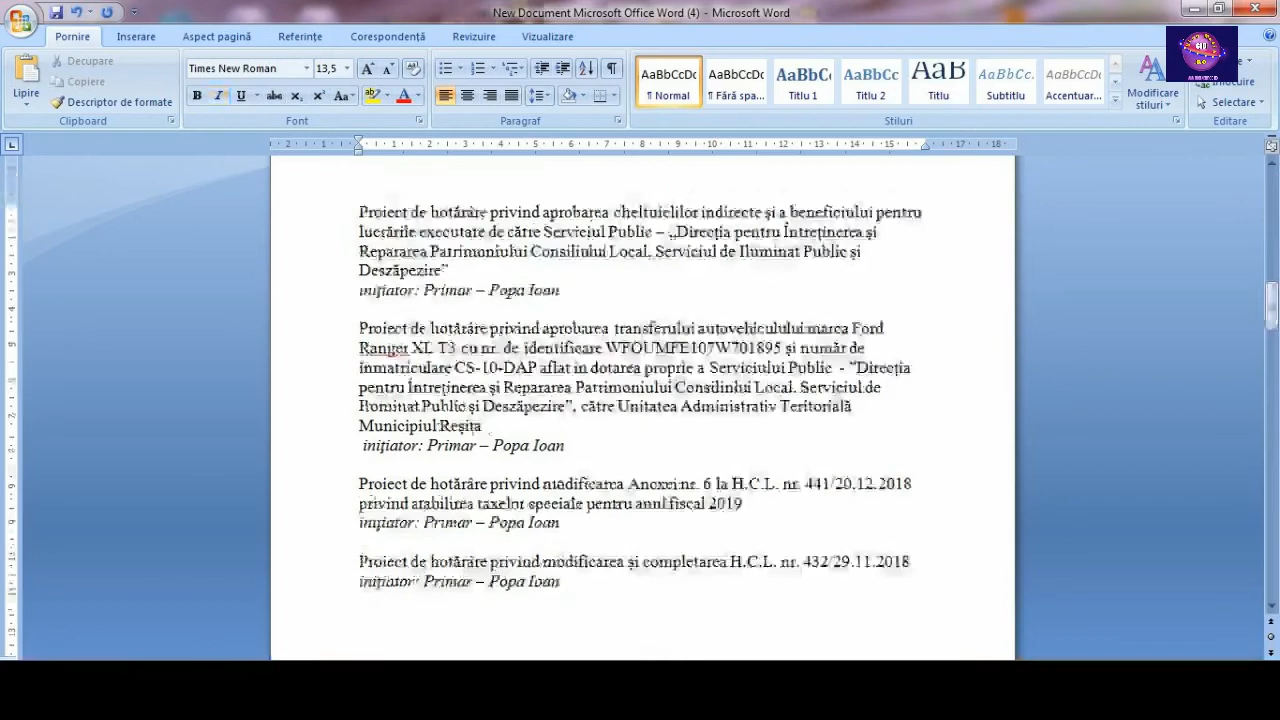 New Document Microsoft Office Word (4) - Microsoft Word
Pornire Inserare Aspect pagină Referințe Corespondență Revizuire Vizualizare
Lipire
Decupare
Copiere
Descriptor de formate
Clipboard
Times New Roman 13,5
Font
Paragraf
AaBbCcDc AaBbCcDc AaBbC AaBbCc AaB AaBbCc. AaBbCcDc
¶ Normal ¶ Fără spa... Titlu 1 Titlu 2 Titlu Subtitlu Accentuar...
Stiluri
Modificare
stiluri
Selectare
Editare
Proiect de hotărâre privind aprobarea cheltuielilor indirecte și a beneficiului pentru
lucrările executate de către Serviciul Public – „Direcția pentru Întreținerea și
Repararea Patrimoniului Consiliului Local, Serviciul de Iluminat Public și
Deszăpezire”
inițiator: Primar – Popa Ioan
Proiect de hotărâre privind aprobarea transferului autovehiculului marca Ford
Ranger XL T3 cu nr. de identificare WFOUMFE107W701895 și număr de
inmatriculare CS-10-DAP aflat in dotarea proprie a Serviciului Public - ”Direcția
pentru Întreținerea și Repararea Patrimoniului Consiliului Local, Serviciul de
Iluminat Public și Deszăpezire”, către Unitatea Administrativ Teritorială
Municipiul Reșița
inițiator: Primar – Popa Ioan
Proiect de hotărâre privind modificarea Anexei nr. 6 la H.C.L. nr. 441/20.12.2018
privind stabilirea taxelor speciale pentru anul fiscal 2019
inițiator: Primar – Popa Ioan
Proiect de hotărâre privind modificarea și completarea H.C.L. nr. 432/29.11.2018
inițiator: Primar – Popa Ioan